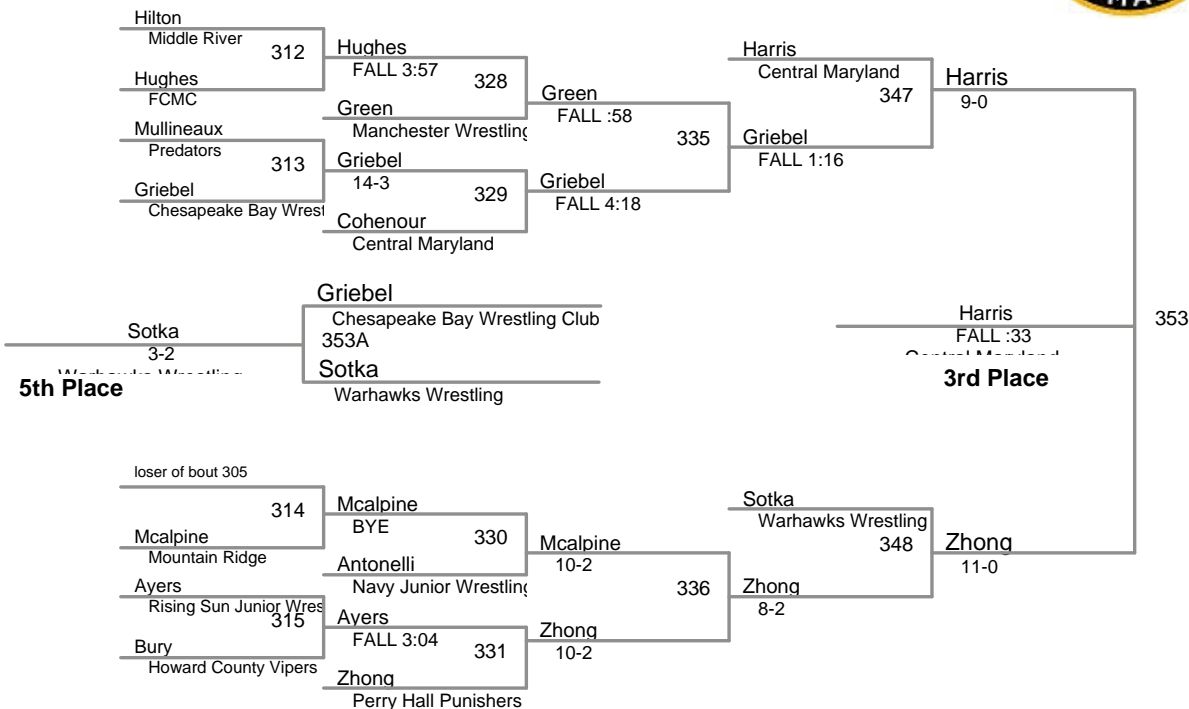 MA
Hilton
Middle River
312
Hughes
FALL 3:57
328
Hughes
FCMC
Green
Manchester Wrestling
Green
FALL :58
335
Harris
Central Maryland
347
Harris
9-0
Mullineaux
Predators
313
Griebel
14-3
329
Griebel
Chesapeake Bay Wrest
Cohenour
Central Maryland
Griebel
FALL 4:18
Griebel
FALL 1:16
Griebel
Chesapeake Bay Wrestling Club
353A
Sotka
3-2
Warhawks Wrestling
5th Place
Sotka
Warhawks Wrestling
Harris
FALL :33
Central Maryland
3rd Place
353
loser of bout 305
314
Mcalpine
BYE
330
Mcalpine
Mountain Ridge
Antonelli
Navy Junior Wrestling
Mcalpine
10-2
336
Sotka
Warhawks Wrestling
348
Zhong
11-0
Ayers
Rising Sun Junior Wres
315
Ayers
FALL 3:04
331
Bury
Howard County Vipers
Zhong
Perry Hall Punishers
Zhong
10-2
Zhong
8-2